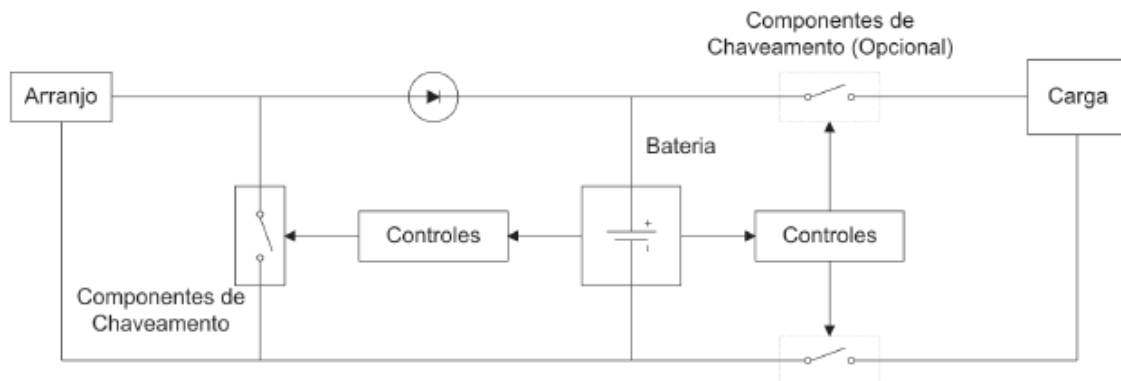 Componentes de
Chaveamento (Opcional)
Arranjo
Carga
Bateria
Controles
Controles
Componentes de
Chaveamento